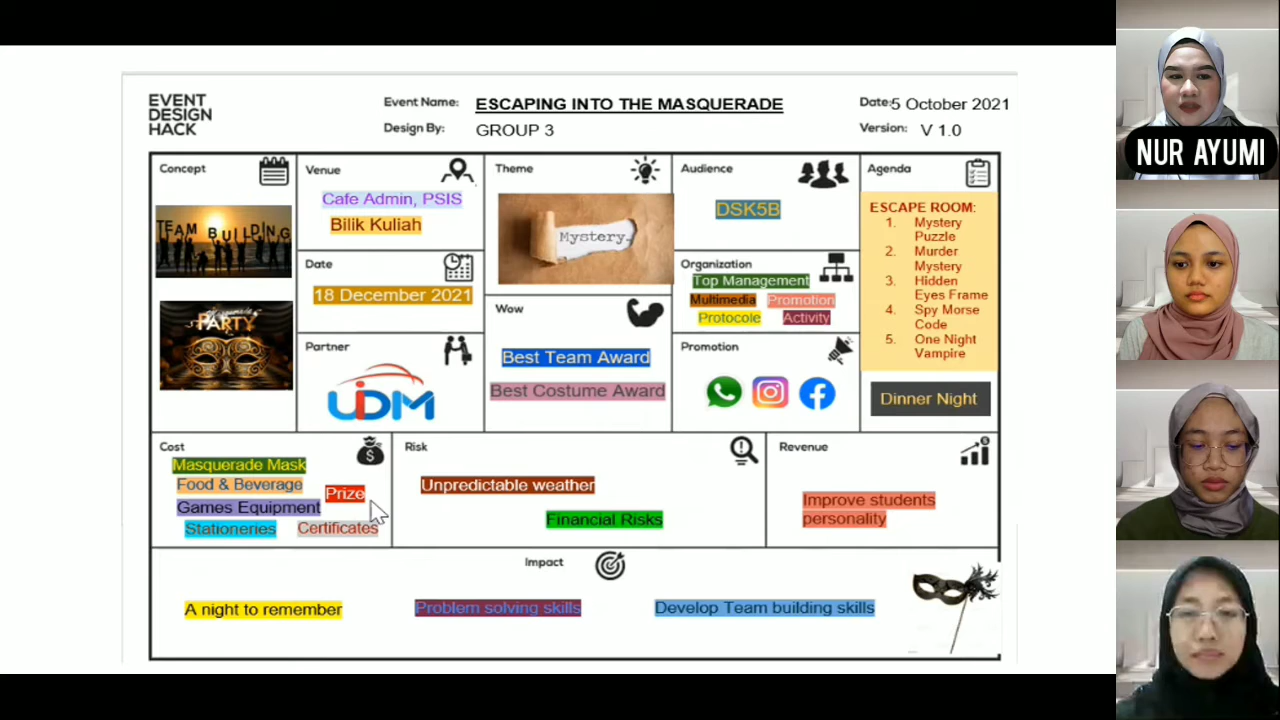 EVENT
DESIGN
HACK
Event Name: ESCAPING INTO THE MASQUERADE
Design By: GROUP 3
Date: 5 October 2021
Version: V 1.0
Concept
TEAM BUILDING
Masquerade
PARTY
Venue
Cafe Admin, PSIS
Bilik Kuliah
Date
18 December 2021
Partner
UDM
Theme
Mystery
Wow
Best Team Award
Best Costume Award
Audience
DSK5B
Organization
Top Management
Multimedia Promotion
Protocole Activity
Promotion
Agenda
ESCAPE ROOM:
1. Mystery
Puzzle
2. Murder
Mystery
3. Hidden
Eyes Frame
4. Spy Morse
Code
5. One Night
Vampire
Dinner Night
Cost
Masquerade Mask
Food & Beverage
Prize
Games Equipment
Stationeries Certificates
Risk
Unpredictable weather
Financial Risks
Revenue
Improve students
personality
Impact
A night to remember
Problem solving skills
Develop Team building skills
NUR AYUMI